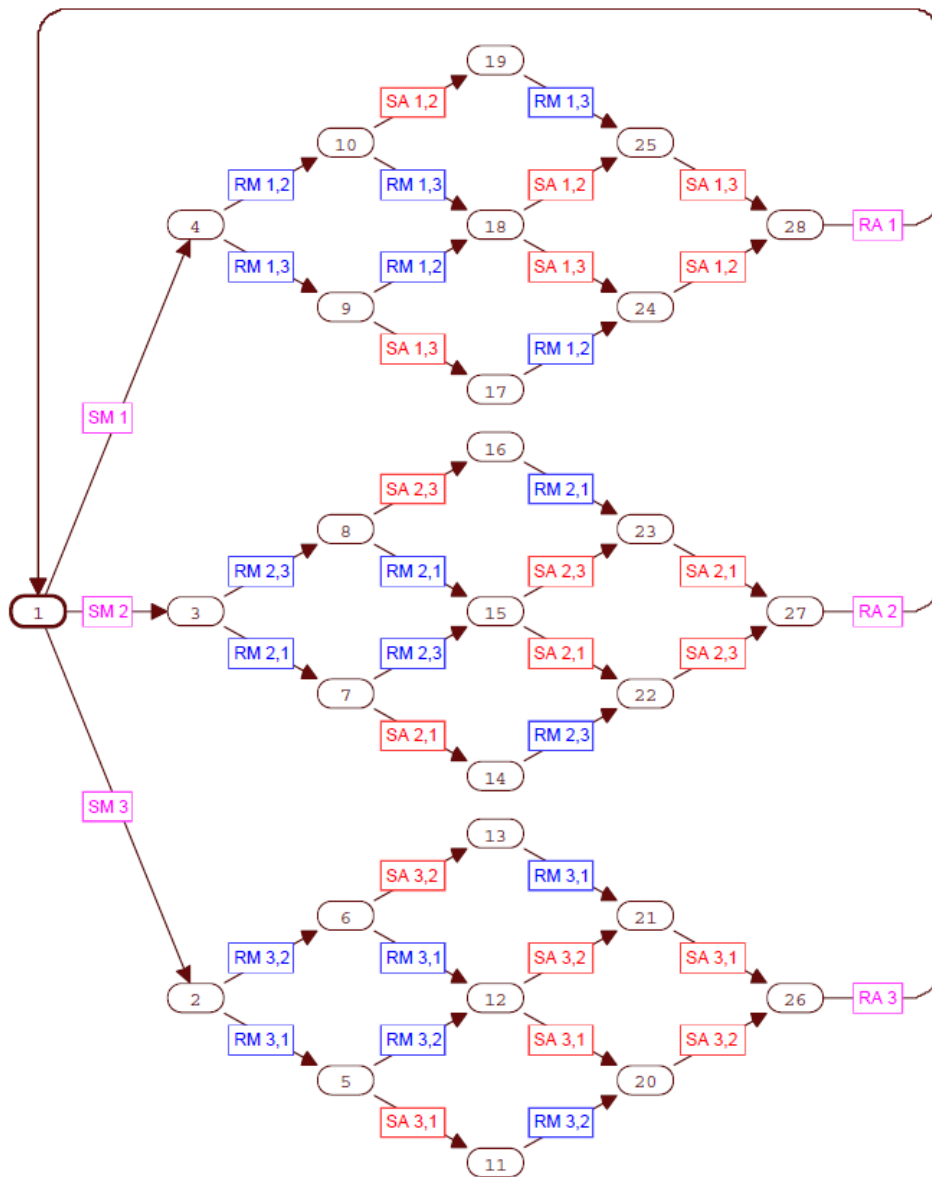 19
SA 1,2
RM 1,3
10
25
RM 1,2
RM 1,3
SA 1,2
SA 1,3
4
18
28
RA 1
RM 1,3
RM 1,2
SA 1,3
SA 1,2
9
24
SA 1,3
RM 1,2
17
SM 1
16
SA 2,3
RM 2,1
8
23
RM 2,3
RM 2,1
SA 2,3
SA 2,1
1
SM 2
3
15
27
RA 2
RM 2,1
RM 2,3
SA 2,1
SA 2,3
7
22
SA 2,1
RM 2,3
14
SM 3
13
SA 3,2
RM 3,1
6
21
RM 3,2
RM 3,1
SA 3,2
SA 3,1
2
12
26
RA 3
RM 3,1
RM 3,2
SA 3,1
SA 3,2
5
20
SA 3,1
RM 3,2
11